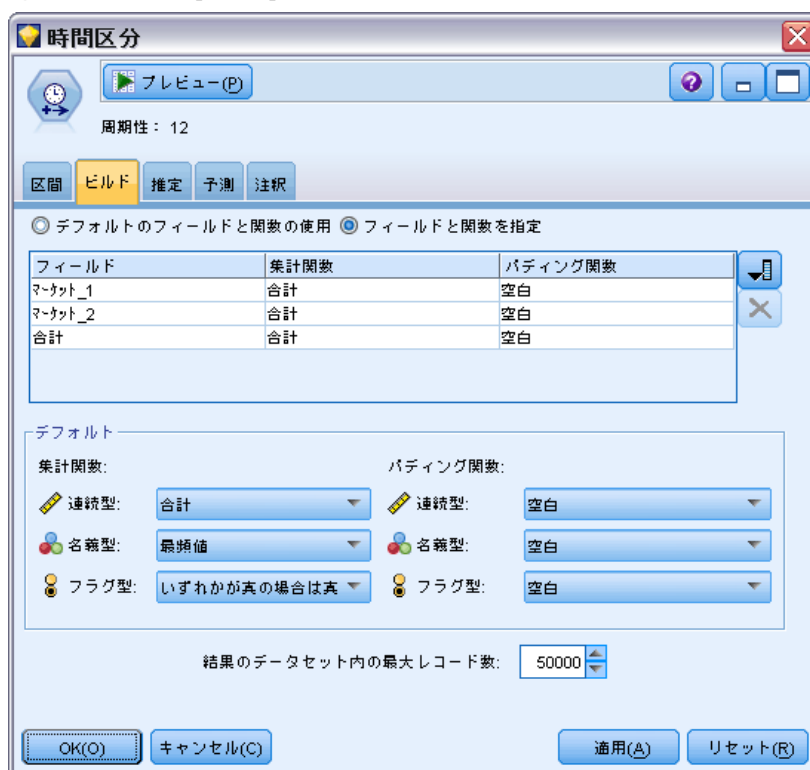 時間区分
プレビュー(P)
周期性： 12
区間 ビルド 推定 予測 注釈
デフォルトのフィールドと関数の使用 フィールドと関数を指定
フィールド 集計関数 パディング関数
ﾏｰｹｯﾄ_1 合計 空白
ﾏｰｹｯﾄ_2 合計 空白
合計 合計 空白
デフォルト
集計関数: パディング関数:
連続型: 合計 連続型: 空白
名義型: 最頻値 名義型: 空白
フラグ型: いずれかが真の場合は真 フラグ型: 空白
結果のデータセット内の最大レコード数: 50000
OK(O) キャンセル(C) 適用(A) リセット(R)